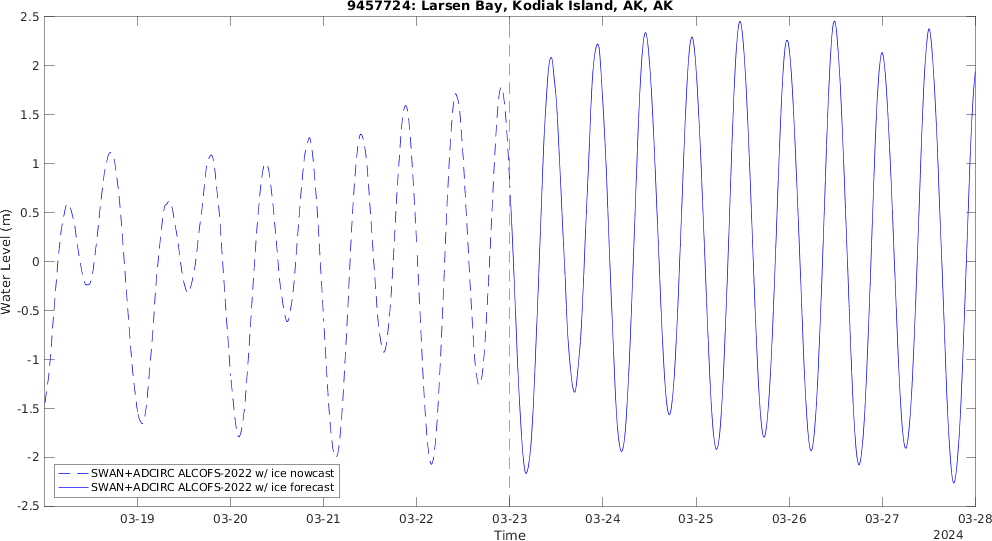 9457724: Larsen Bay, Kodiak Island, AK, AK
2.5
2
1.5
1
0.5
0
-0.5
-1
-1.5
-2
-2.5
Water Level (m)
SWAN+ADCIRC ALCOFS-2022 w/ ice nowcast
SWAN+ADCIRC ALCOFS-2022 w/ ice forecast
03-19 03-20 03-21 03-22 03-23 03-24 03-25 03-26 03-27 03-28
Time
2024